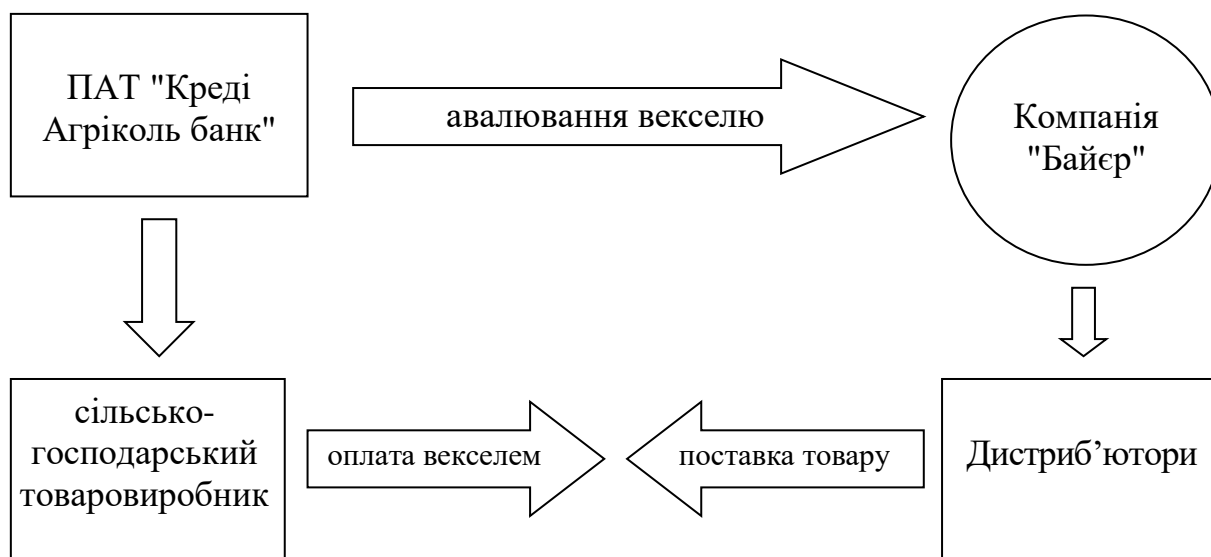 ПАТ "Креді
Агріколь банк"
авалювання векселю
Компанія
"Байєр"
сільсько-
господарський
товаровиробник
оплата векселем
поставка товару
Дистриб’ютори